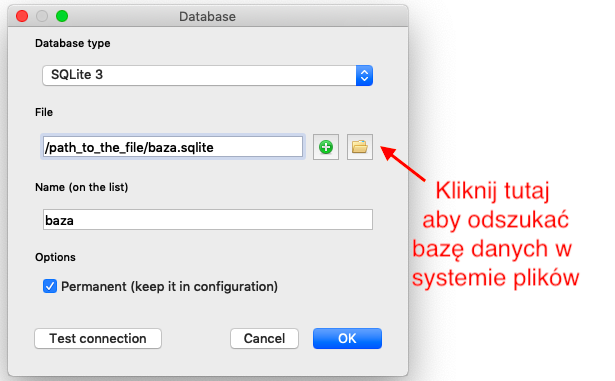 Database
Database type
SQLite 3
File
/path_to_the_file/baza.sqlite
Kliknij tutaj
aby odszukać
bazę danych w
systemie plików
Name (on the list)
baza
Options
Permanent (keep it in configuration)
Test connection
Cancel
OK